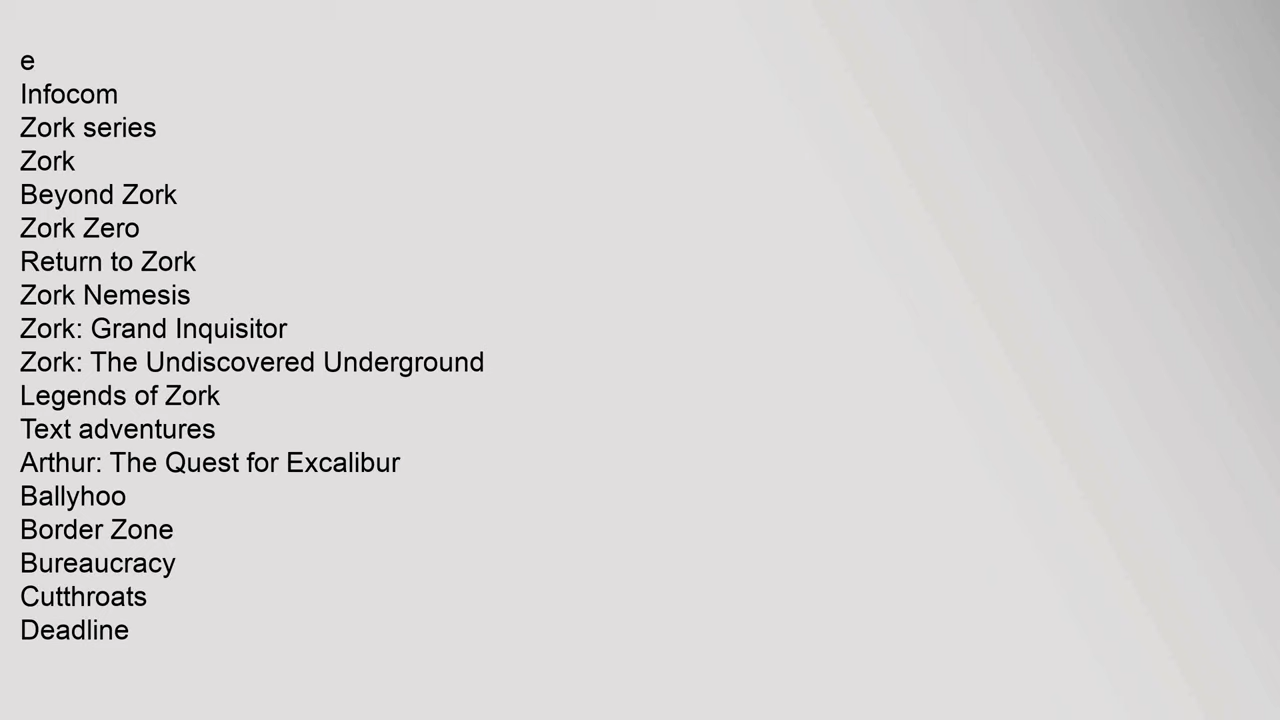 e
Infocom
Zork series
Zork
Beyond Zork
Zork Zero
Return to Zork
Zork Nemesis
Zork: Grand Inquisitor
Zork: The Undiscovered Underground
Legends of Zork
Text adventures
Arthur: The Quest for Excalibur
Ballyhoo
Border Zone
Bureaucracy
Cutthroats
Deadline